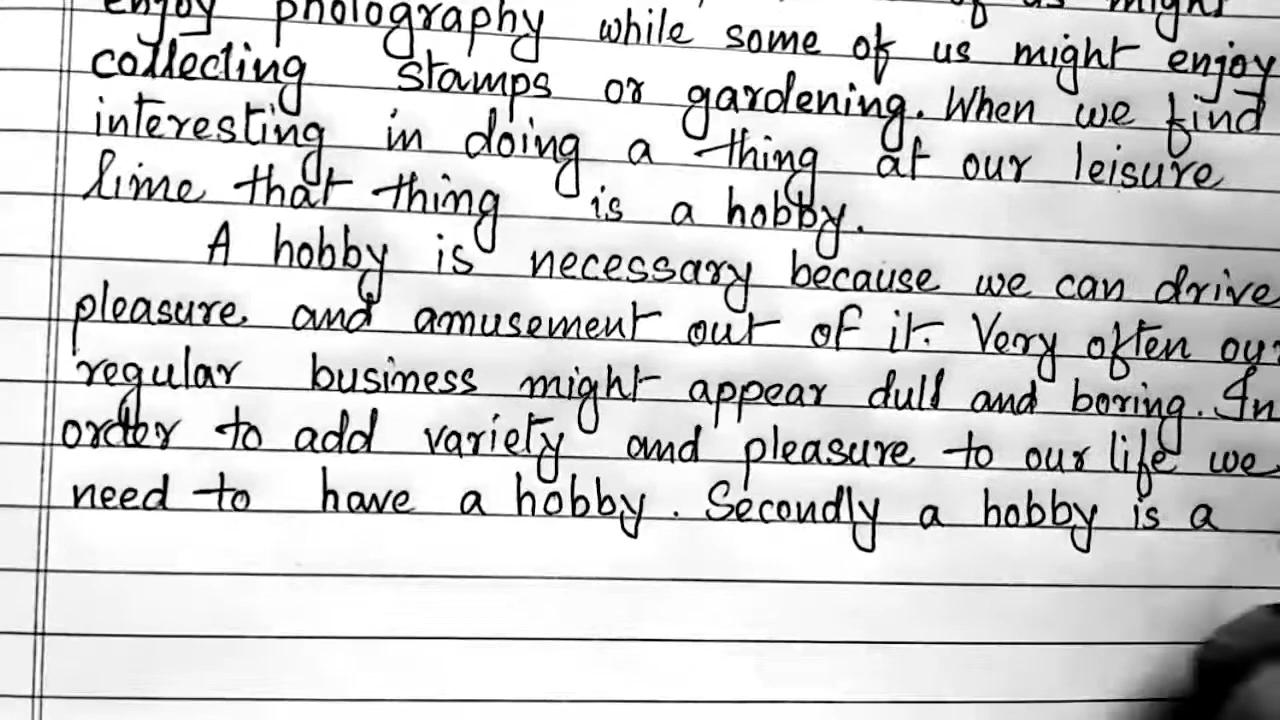 enjoy photography while some of us might enjoy
collecting stamps or gardening. When we find
interesting in doing a thing at our leisure
time that thing is a hobby.
A hobby is necessary because we can drive
pleasure and amusement out of it. Very often our
regular business might appear dull and boring. In
order to add variety and pleasure to our life we
need to have a hobby. Secondly a hobby is a